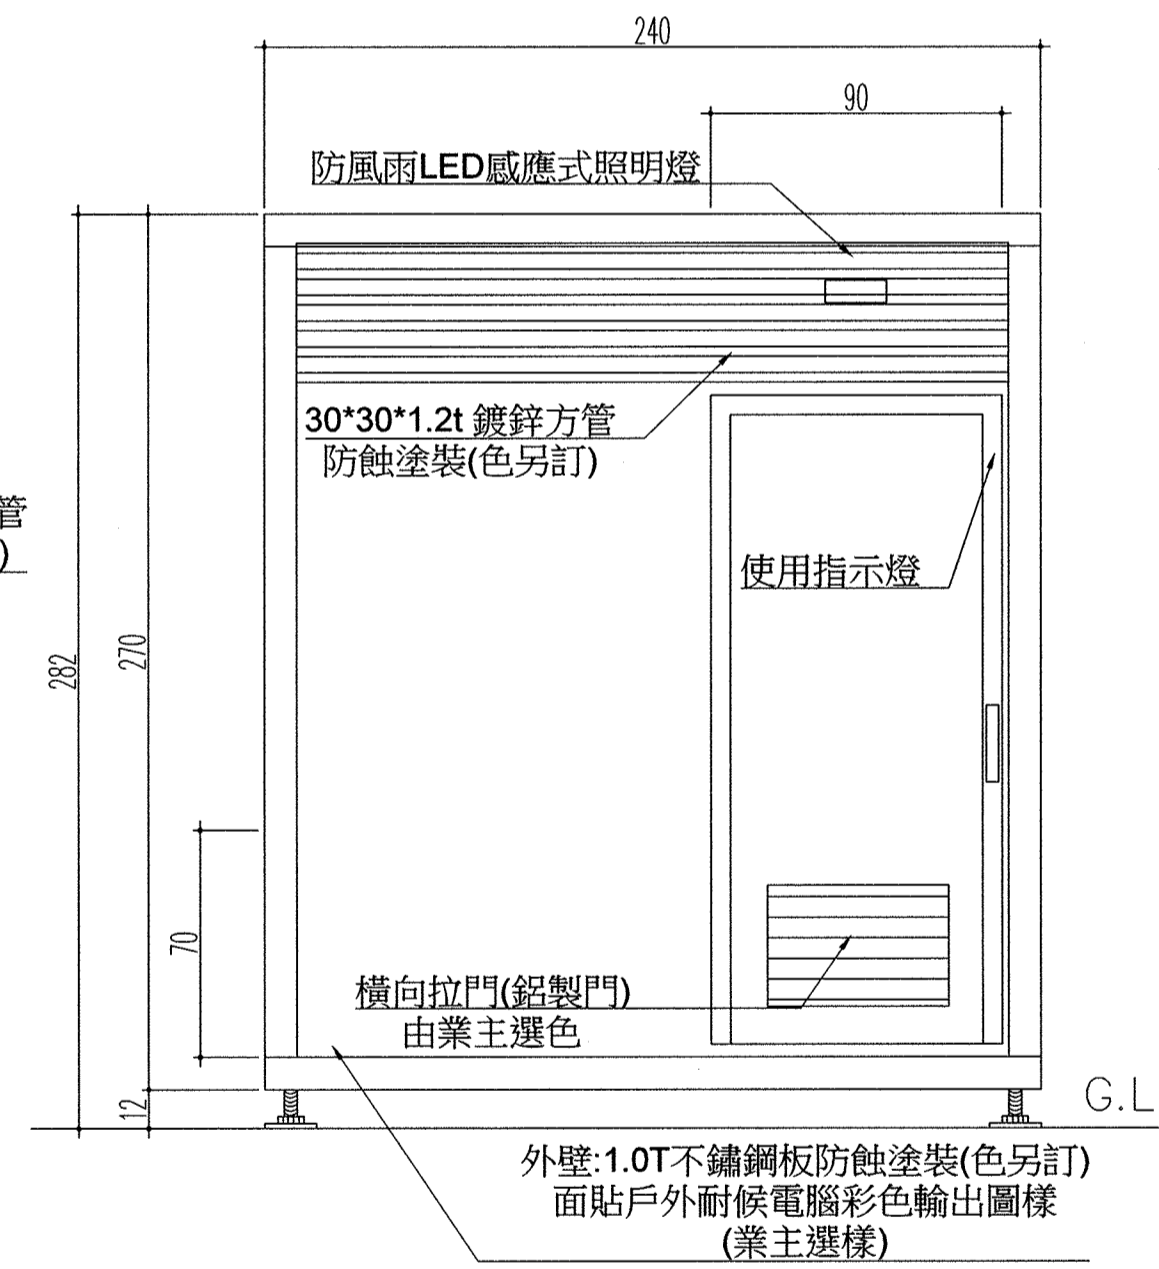 240
90
防風雨LED感應式照明燈
30*30*1.2t 鍍鋅方管
防蝕塗裝(色另訂)
管
)
使用指示燈
282
270
70
橫向拉門(鋁製門)
由業主選色
12
G.L
外壁:1.0T不鏽鋼板防蝕塗裝(色另訂)
面貼戶外耐候電腦彩色輸出圖樣
(業主選樣)